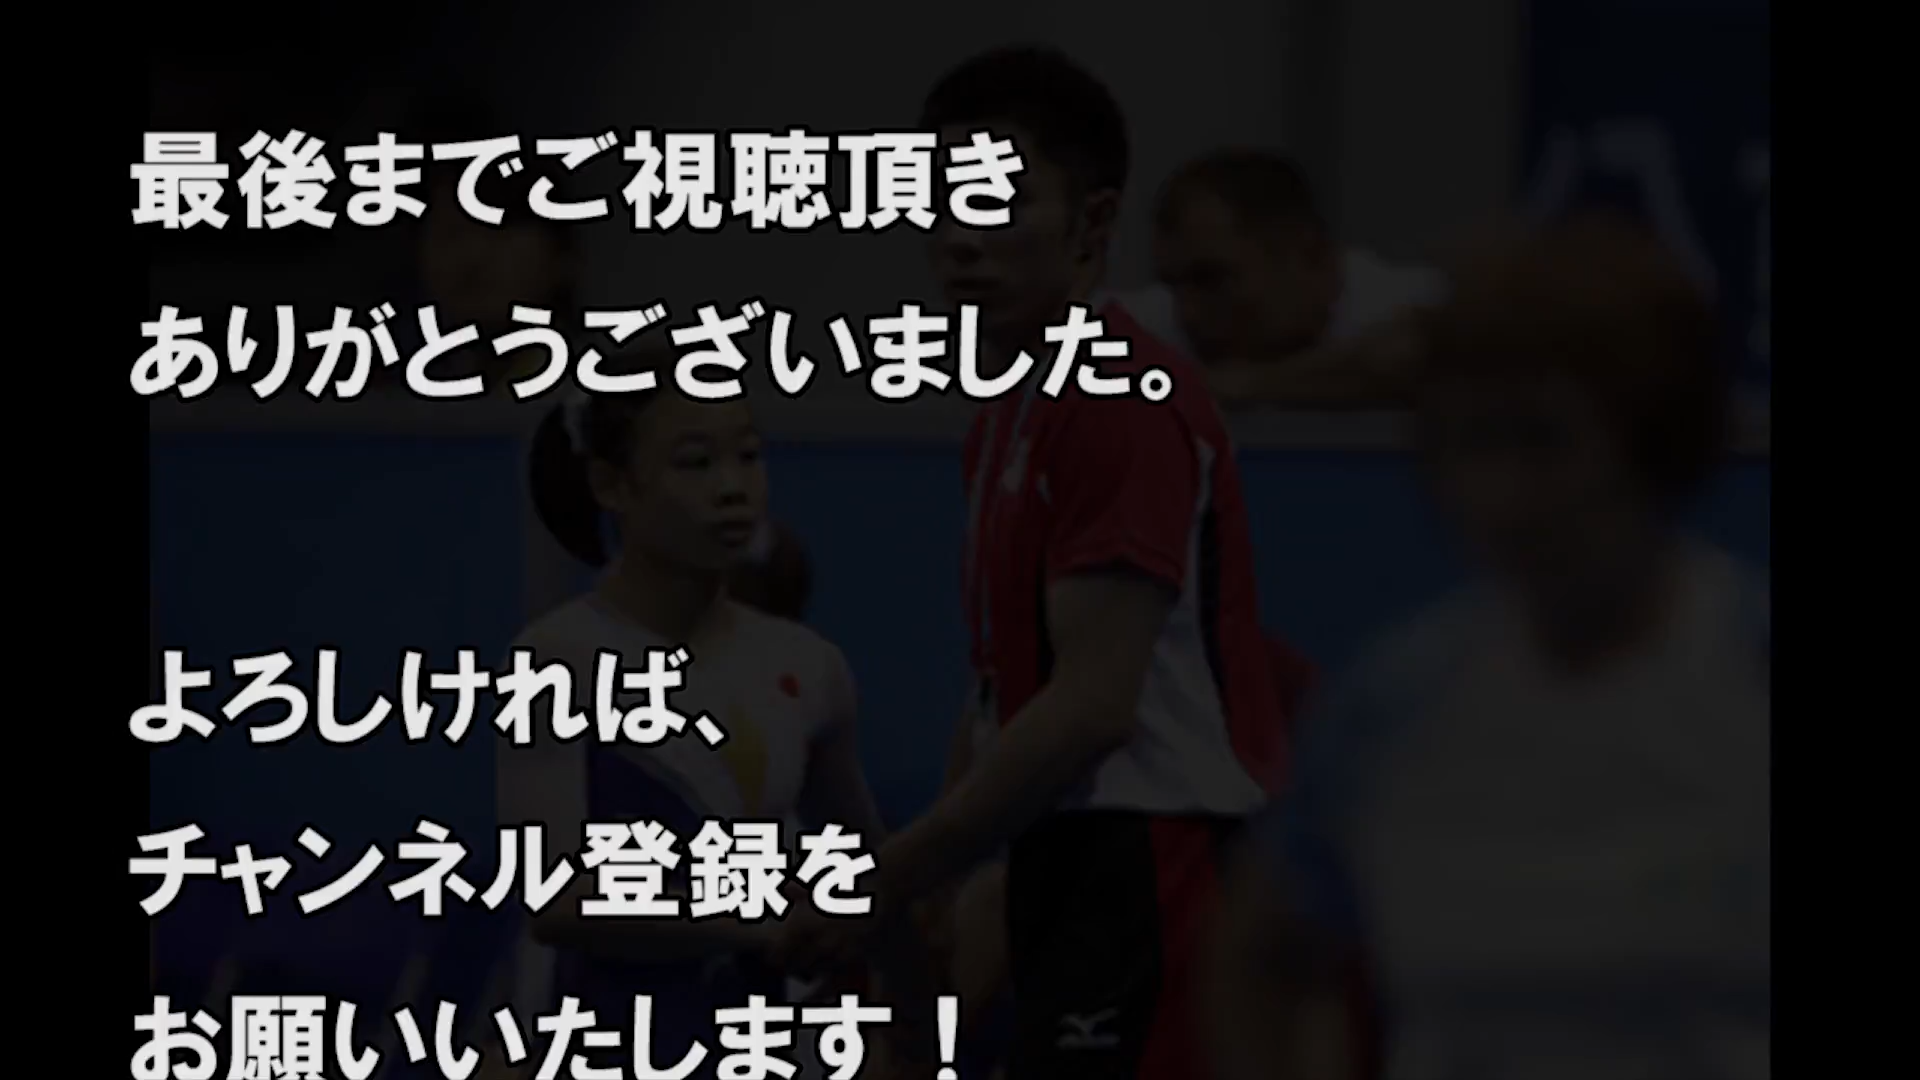 最後までご視聴頂き
ありがとうございました。
よろしければ、
チャンネル登録を
お願いいたします！